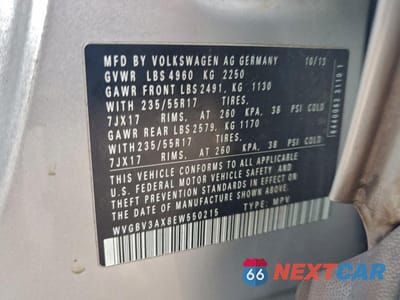 MFD BY VOLKSWAGEN AG GERMANY 10/13
GVWR LBS 4960 KG 2250
GAWR FRONT LBS 2491, KG 1130
WITH 235/55R17 TIRES,
7JX17 RIMS, AT 260 KPA, 38 PSI COLD
GAWR REAR LBS 2579, KG 1170
WITH 235/55R17 TIRES,
7JX17 RIMS, AT 260 KPA, 38 PSI COLD
THIS VEHICLE CONFORMS TO ALL APPLICABLE
U.S. FEDERAL MOTOR VEHICLE SAFETY AND
THEFT PREVENTION STANDARDS IN EFFECT ON
THE DATE OF MANUFACTURE SHOWN ABOVE.
WVGBV3AX8EW550215 TYPE: MPV
66 NEXTCAR